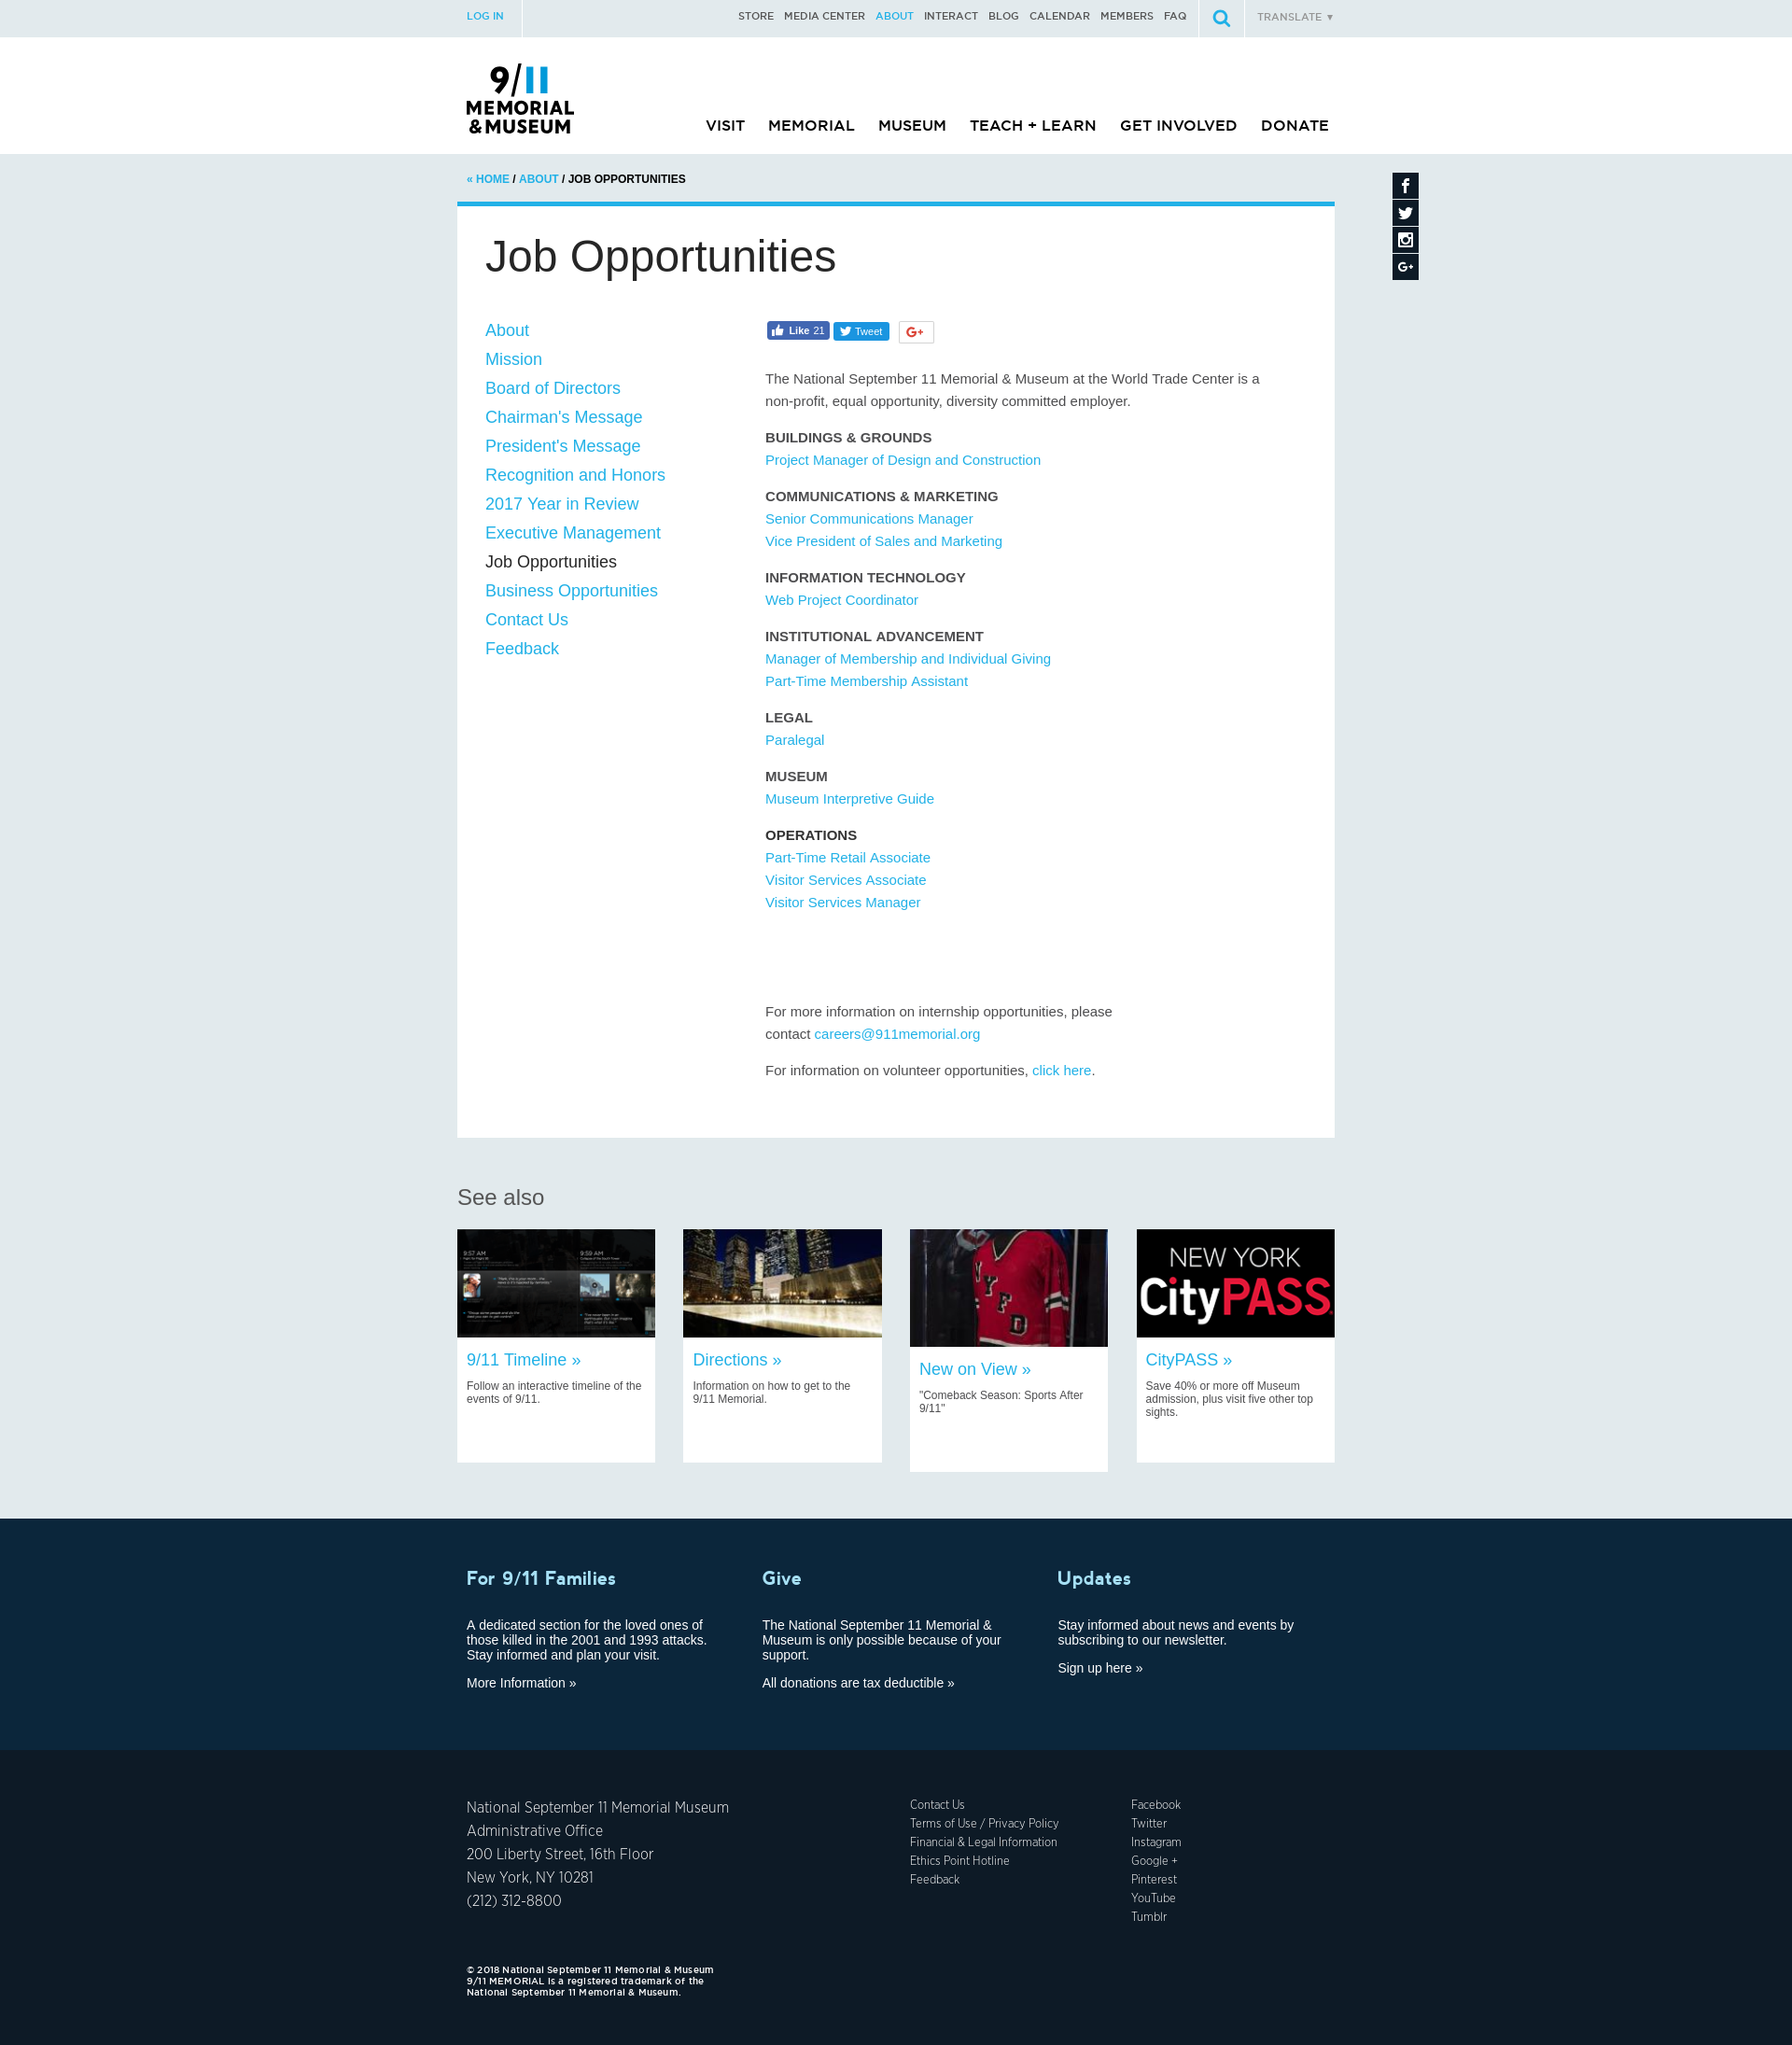 LOG IN
STORE MEDIA CENTER ABOUT INTERACT BLOG CALENDAR MEMBERS FAQ
TRANSLATE ▼
9/11
MEMORIAL
& MUSEUM
VISIT MEMORIAL MUSEUM TEACH + LEARN GET INVOLVED DONATE
« HOME / ABOUT / JOB OPPORTUNITIES
Job Opportunities
About
Mission
Board of Directors
Chairman's Message
President's Message
Recognition and Honors
2017 Year in Review
Executive Management
Job Opportunities
Business Opportunities
Contact Us
Feedback
Like 21 Tweet G+
The National September 11 Memorial & Museum at the World Trade Center is a
non-profit, equal opportunity, diversity committed employer.
BUILDINGS & GROUNDS
Project Manager of Design and Construction
COMMUNICATIONS & MARKETING
Senior Communications Manager
Vice President of Sales and Marketing
INFORMATION TECHNOLOGY
Web Project Coordinator
INSTITUTIONAL ADVANCEMENT
Manager of Membership and Individual Giving
Part-Time Membership Assistant
LEGAL
Paralegal
MUSEUM
Museum Interpretive Guide
OPERATIONS
Part-Time Retail Associate
Visitor Services Associate
Visitor Services Manager
For more information on internship opportunities, please
contact careers@911memorial.org
For information on volunteer opportunities, click here.
See also
9:57 AM
9:59 AM
9/11 Timeline »
Follow an interactive timeline of the
events of 9/11.
Directions »
Information on how to get to the
9/11 Memorial.
NYFD
New on View »
"Comeback Season: Sports After
9/11"
NEW YORK
CityPASS
CityPASS »
Save 40% or more off Museum
admission, plus visit five other top
sights.
For 9/11 Families
A dedicated section for the loved ones of
those killed in the 2001 and 1993 attacks.
Stay informed and plan your visit.
More Information »
Give
The National September 11 Memorial &
Museum is only possible because of your
support.
All donations are tax deductible »
Updates
Stay informed about news and events by
subscribing to our newsletter.
Sign up here »
National September 11 Memorial Museum
Administrative Office
200 Liberty Street, 16th Floor
New York, NY 10281
(212) 312-8800
Contact Us
Terms of Use / Privacy Policy
Financial & Legal Information
Ethics Point Hotline
Feedback
Facebook
Twitter
Instagram
Google +
Pinterest
YouTube
Tumblr
© 2018 National September 11 Memorial & Museum
9/11 MEMORIAL is a registered trademark of the
National September 11 Memorial & Museum.